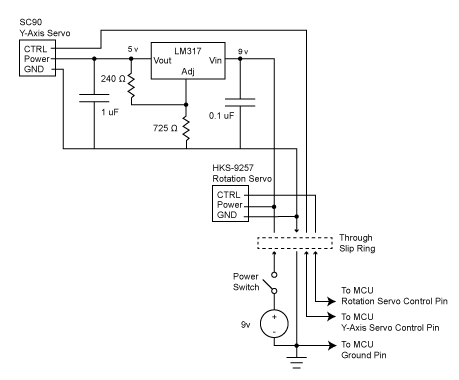 SC90
Y-Axis Servo
CTRL
Power
GND
5 v
LM317
Vout
Vin
Adj
9 v
240 Ω
1 uF
725 Ω
0.1 uF
HKS-9257
Rotation Servo
CTRL
Power
GND
Through
Slip Ring
Power
Switch
9v
+
-
To MCU
Rotation Servo Control Pin
To MCU
Y-Axis Servo Control Pin
To MCU
Ground Pin